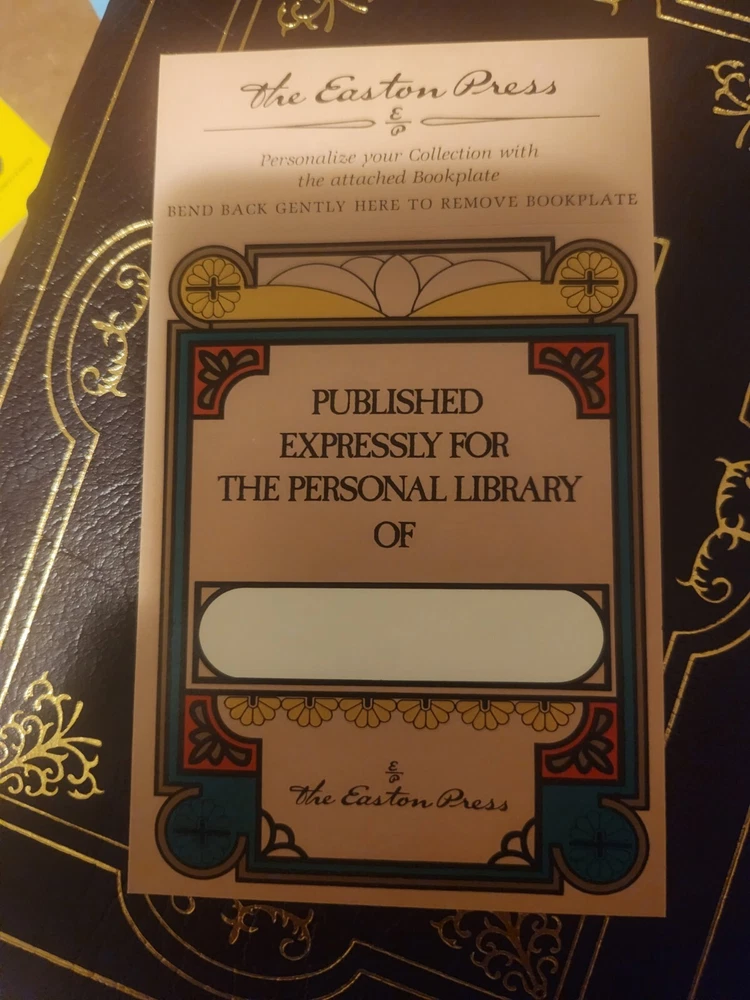 The Easton Press
E
P
Personalize your Collection with
the attached Bookplate
BEND BACK GENTLY HERE TO REMOVE BOOKPLATE
PUBLISHED
EXPRESSLY FOR
THE PERSONAL LIBRARY
OF
E
P
The Easton Press